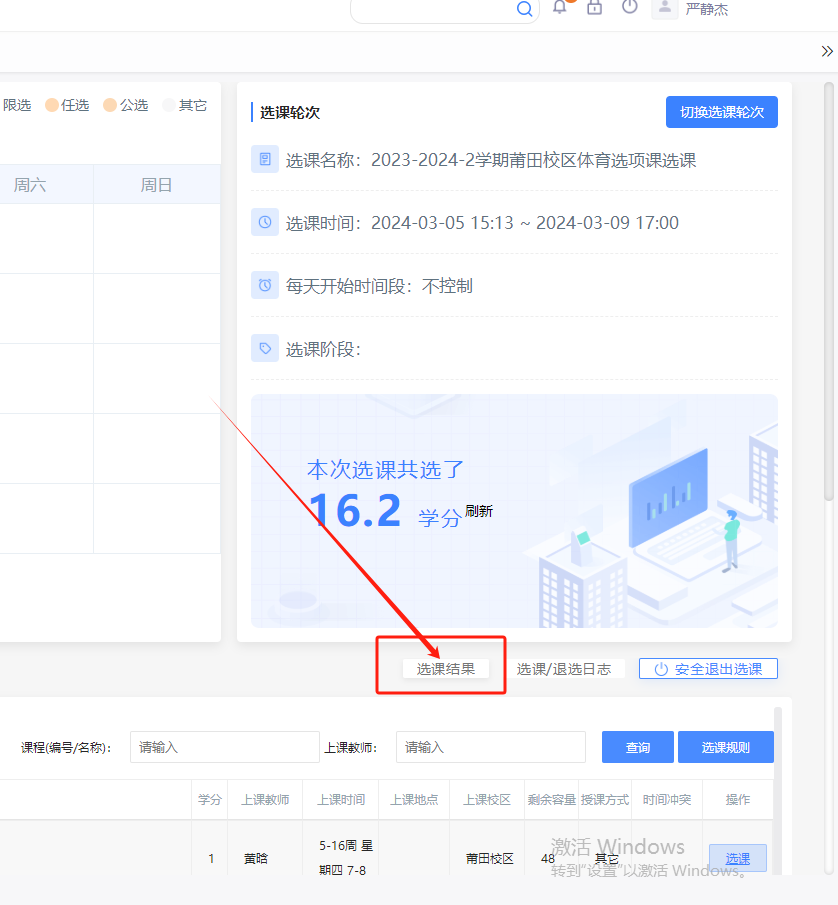 严静杰
»
限选 任选 公选 其它
周六 周日
选课轮次 切换选课轮次
选课名称：2023-2024-2学期莆田校区体育选项课选课
选课时间：2024-03-05 15:13 ~ 2024-03-09 17:00
每天开始时间段：不控制
选课阶段：
本次选课共选了
16.2 学分 刷新
选课结果 选课/退选日志 安全退出选课
课程(编号/名称)： 请输入 上课教师： 请输入 查询 选课规则
学分 上课教师 上课时间 上课地点 上课校区 剩余容量 授课方式 时间冲突 操作
1 黄晗 5-16周 星期四 7-8 莆田校区 48 其它 选课
激活 Windows
转到"设置"以激活 Windows。